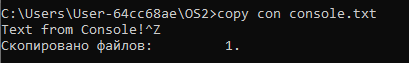 C:\Users\User-64cc68ae\OS2>copy con console.txt
Text from Console!^Z
Скопировано файлов:         1.